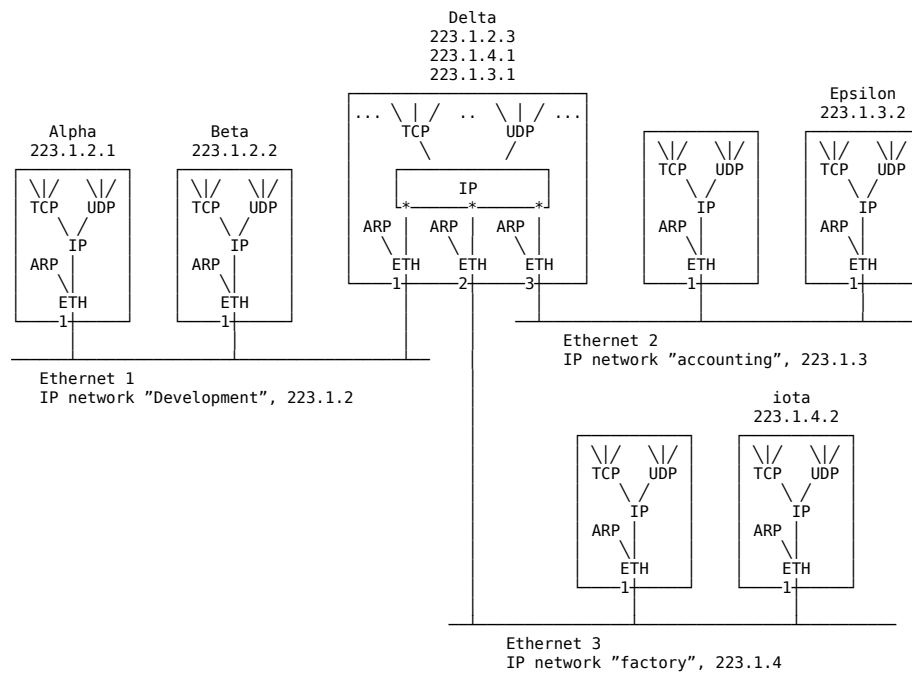 Delta
223.1.2.3
223.1.4.1
223.1.3.1
Alpha
223.1.2.1
Beta
223.1.2.2
Epsilon
223.1.3.2
... .. ...
TCP UDP
IP
* * *
ARP ARP ARP
ETH ETH ETH
1 2 3
TCP UDP
IP
ARP
ETH
1
TCP UDP
IP
ARP
ETH
1
TCP UDP
IP
ARP
ETH
1
TCP UDP
IP
ARP
ETH
1
Ethernet 1
IP network ”Development”, 223.1.2
Ethernet 2
IP network ”accounting”, 223.1.3
iota
223.1.4.2
TCP UDP
IP
ARP
ETH
1
TCP UDP
IP
ARP
ETH
1
Ethernet 3
IP network ”factory”, 223.1.4